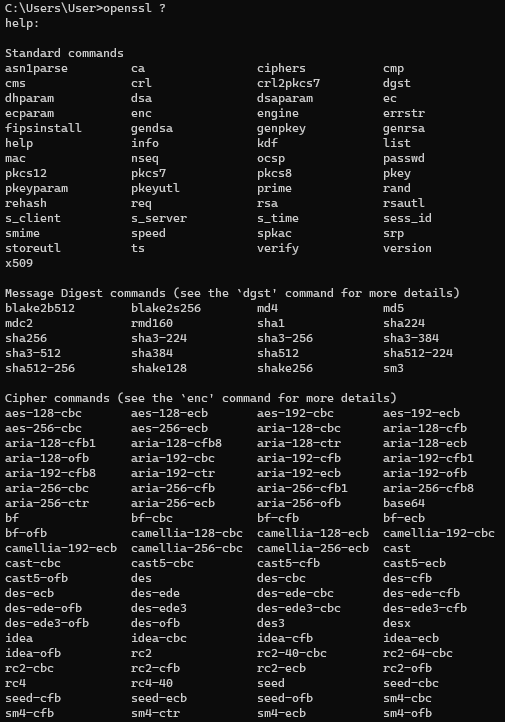 C:\Users\User>openssl ?
help:

Standard commands
asn1parse         ca                ciphers           cmp
cms               crl               crl2pkcs7         dgst
dhparam           dsa               dsaparam          ec
ecparam           enc               engine            errstr
fipsinstall       gendsa            genpkey           genrsa
help              info              kdf               list
mac               nseq              ocsp              passwd
pkcs12            pkcs7             pkcs8             pkey
pkeyparam         pkeyutl           prime             rand
rehash            req               rsa               rsautl
s_client          s_server          s_time            sess_id
smime             speed             spkac             srp
storeutl          ts                verify            version
x509

Message Digest commands (see the `dgst' command for more details)
blake2b512        blake2s256        md4               md5
mdc2              rmd160            sha1              sha224
sha256            sha3-224          sha3-256          sha3-384
sha3-512          sha384            sha512            sha512-224
sha512-256        shake128          shake256          sm3

Cipher commands (see the `enc' command for more details)
aes-128-cbc       aes-128-ecb       aes-192-cbc       aes-192-ecb
aes-256-cbc       aes-256-ecb       aria-128-cbc      aria-128-cfb
aria-128-cfb1     aria-128-cfb8     aria-128-ctr      aria-128-ecb
aria-128-ofb      aria-192-cbc      aria-192-cfb      aria-192-cfb1
aria-192-cfb8     aria-192-ctr      aria-192-ecb      aria-192-ofb
aria-256-cbc      aria-256-cfb      aria-256-cfb1     aria-256-cfb8
aria-256-ctr      aria-256-ecb      aria-256-ofb      base64
bf                bf-cbc            bf-cfb            bf-ecb
bf-ofb            camellia-128-cbc  camellia-128-ecb  camellia-192-cbc
camellia-192-ecb  camellia-256-cbc  camellia-256-ecb  cast
cast-cbc          cast5-cbc         cast5-cfb         cast5-ecb
cast5-ofb         des               des-cbc           des-cfb
des-ecb           des-ede           des-ede-cbc       des-ede-cfb
des-ede-ofb       des-ede3          des-ede3-cbc      des-ede3-cfb
des-ede3-ofb      des-ofb           des3              desx
idea              idea-cbc          idea-cfb          idea-ecb
idea-ofb          rc2               rc2-40-cbc        rc2-64-cbc
rc2-cbc           rc2-cfb           rc2-ecb           rc2-ofb
rc4               rc4-40            seed              seed-cbc
seed-cfb          seed-ecb          seed-ofb          sm4-cbc
sm4-cfb           sm4-ctr           sm4-ecb           sm4-ofb